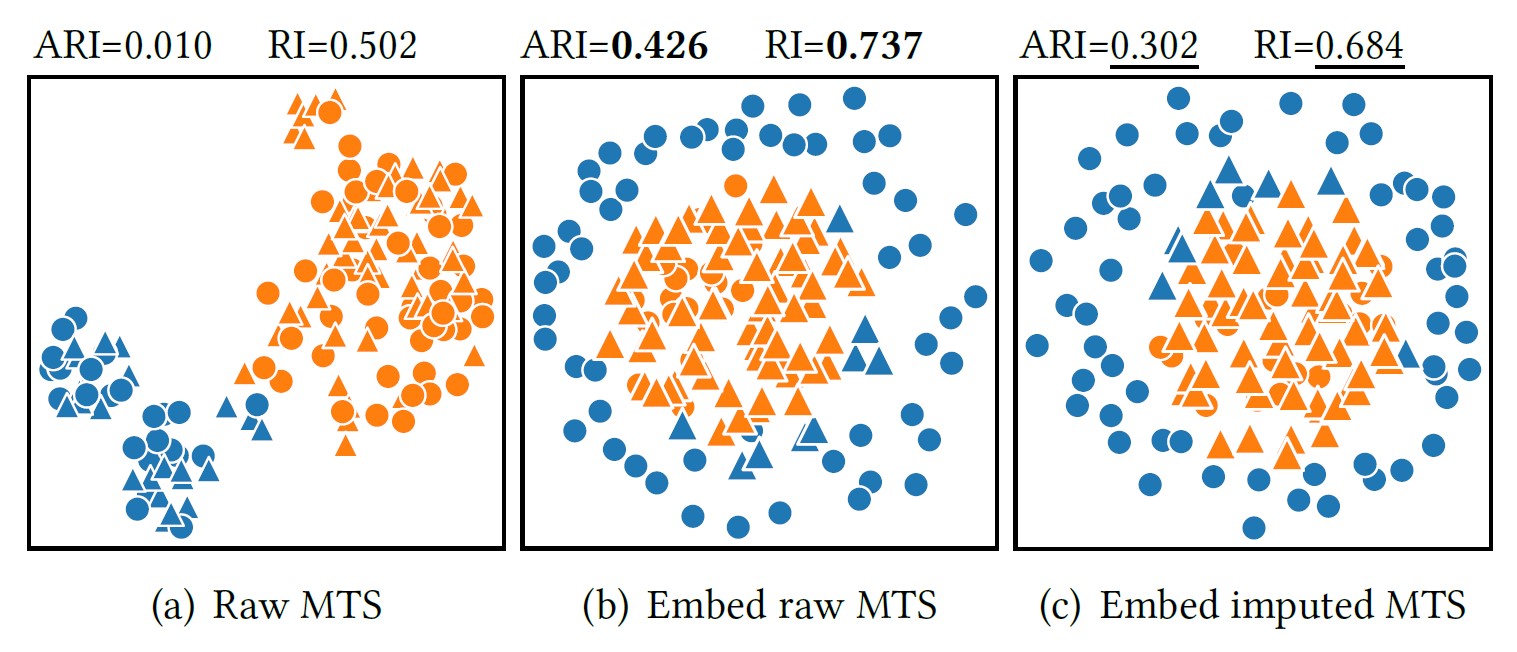 ARI=0.010 RI=0.502 ARI=0.426 RI=0.737 ARI=0.302 RI=0.684
(a) Raw MTS (b) Embed raw MTS (c) Embed imputed MTS